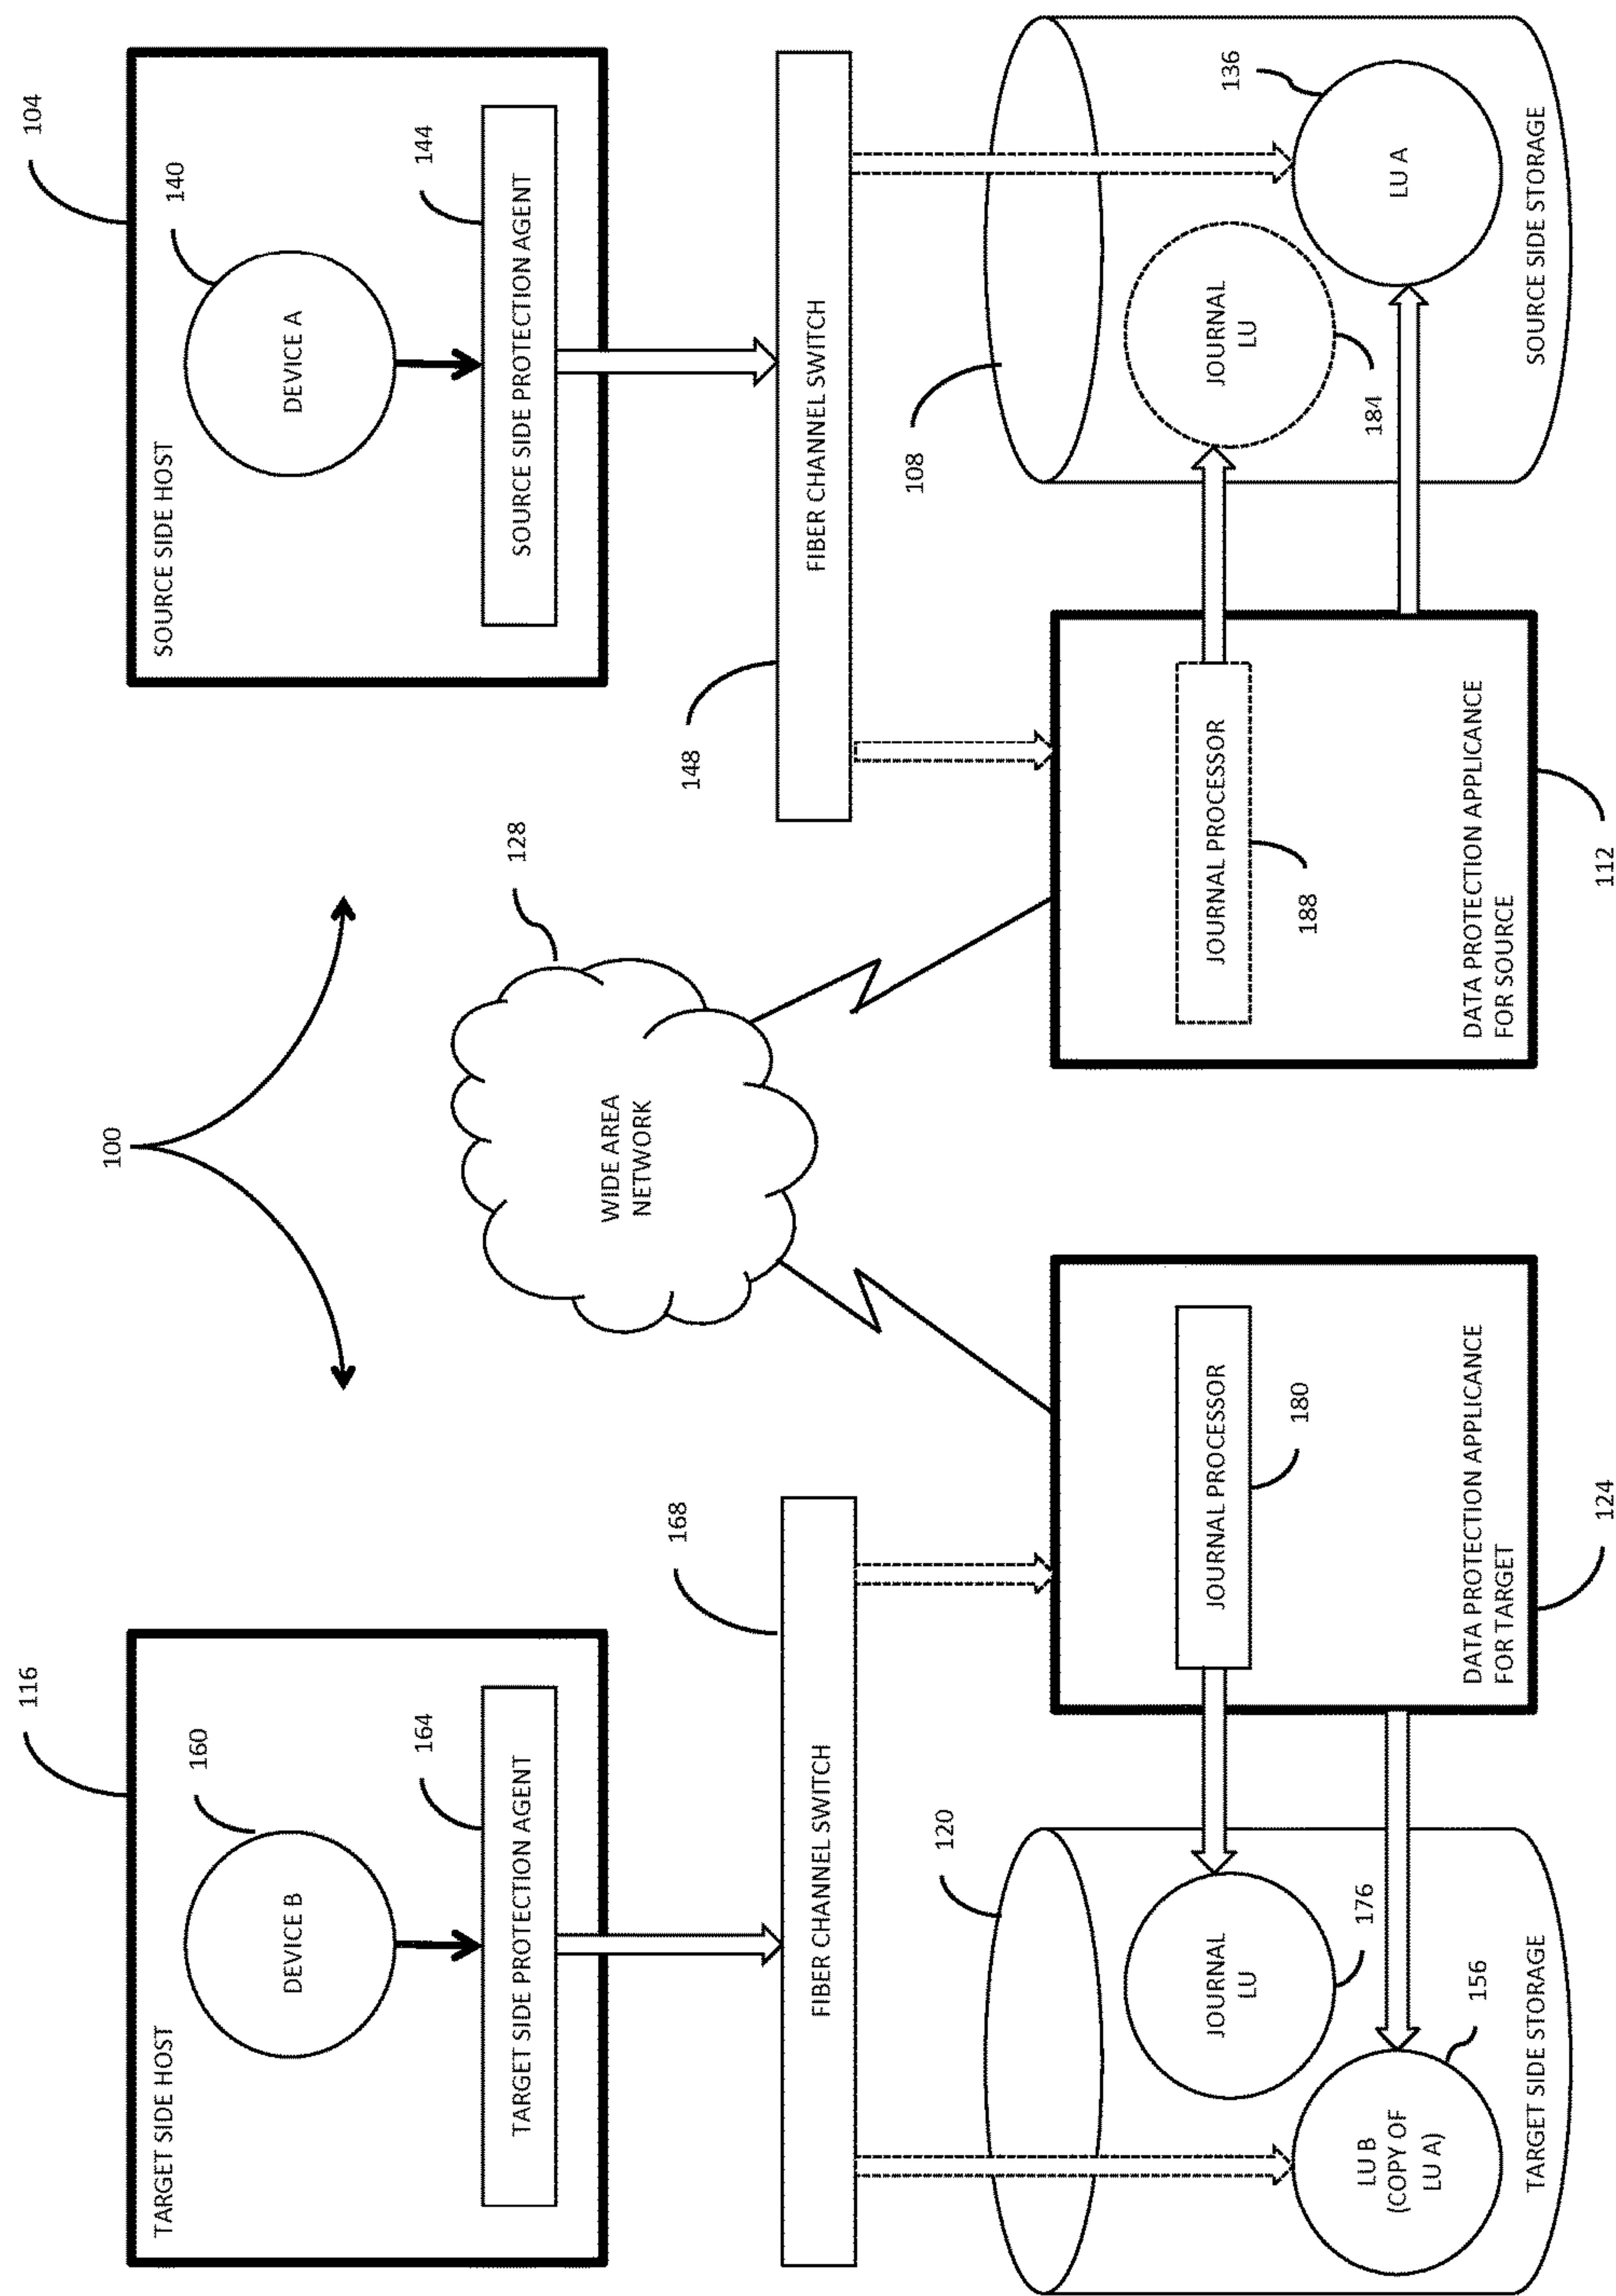 100
104
SOURCE SIDE HOST
140
DEVICE A
144
SOURCE SIDE PROTECTION AGENT
148
FIBER CHANNEL SWITCH
108
JOURNAL
LU
184
136
LU A
SOURCE SIDE STORAGE
128
WIDE AREA
NETWORK
JOURNAL PROCESSOR
188
DATA PROTECTION APPLICANCE
FOR SOURCE
112
116
TARGET SIDE HOST
160
DEVICE B
164
TARGET SIDE PROTECTION AGENT
168
FIBER CHANNEL SWITCH
120
JOURNAL
LU
176
LU B
(COPY OF
LU A)
156
TARGET SIDE STORAGE
JOURNAL PROCESSOR
180
DATA PROTECTION APPLICANCE
FOR TARGET
124